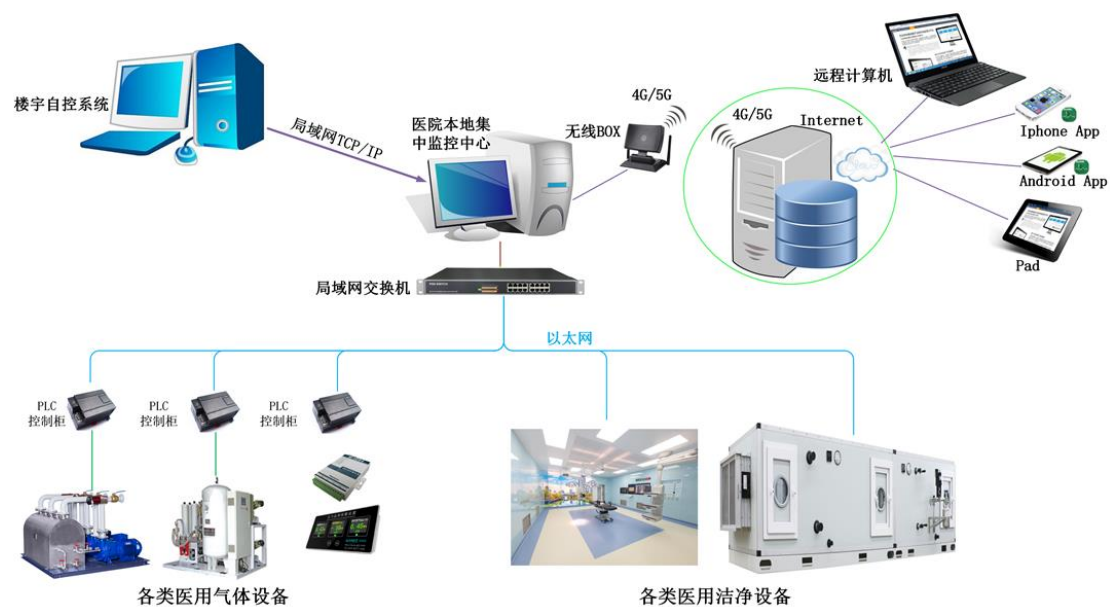 楼宇自控系统
局域网TCP/IP
医院本地集
中监控中心
无线BOX
4G/5G
4G/5G
Internet
远程计算机
Iphone App
Android App
Pad
局域网交换机
以太网
PLC
控制柜
PLC
控制柜
PLC
控制柜
各类医用气体设备
各类医用洁净设备